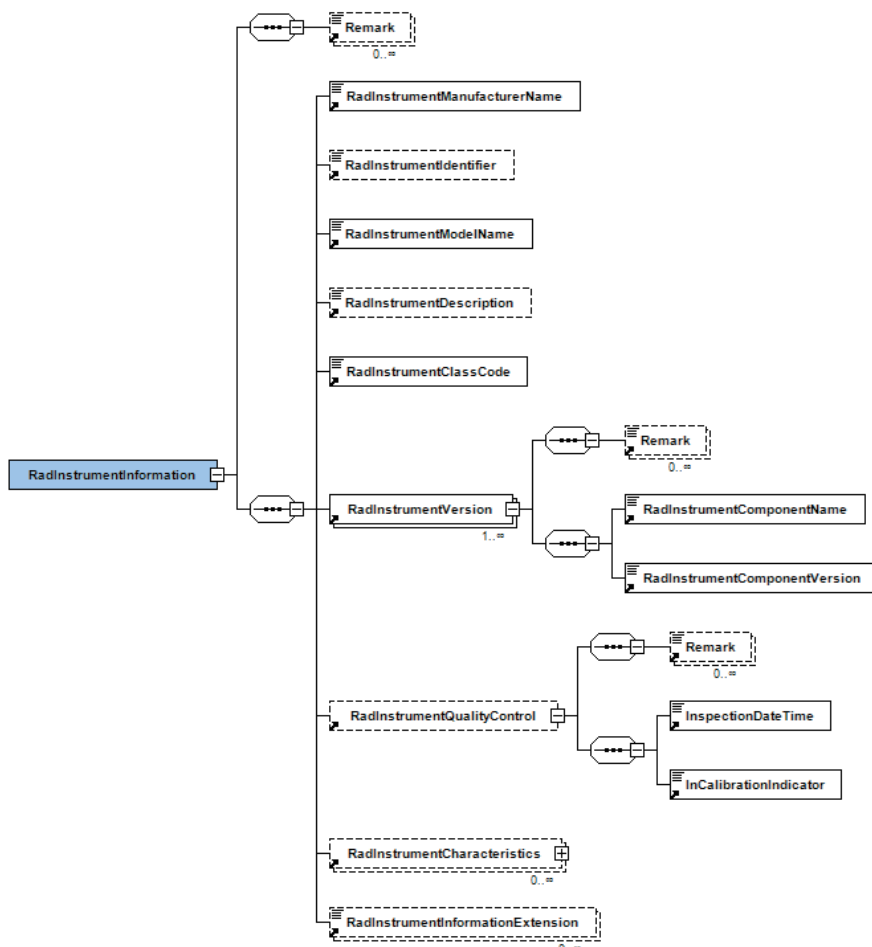 Remark
0..∞
RadInstrumentManufacturerName
RadInstrumentIdentifier
RadInstrumentModelName
RadInstrumentDescription
RadInstrumentClassCode
Remark
0..∞
RadInstrumentInformation
RadInstrumentVersion
1..∞
RadInstrumentComponentName
RadInstrumentComponentVersion
Remark
0..∞
RadInstrumentQualityControl
InspectionDateTime
InCalibrationIndicator
RadInstrumentCharacteristics
0..∞
RadInstrumentInformationExtension